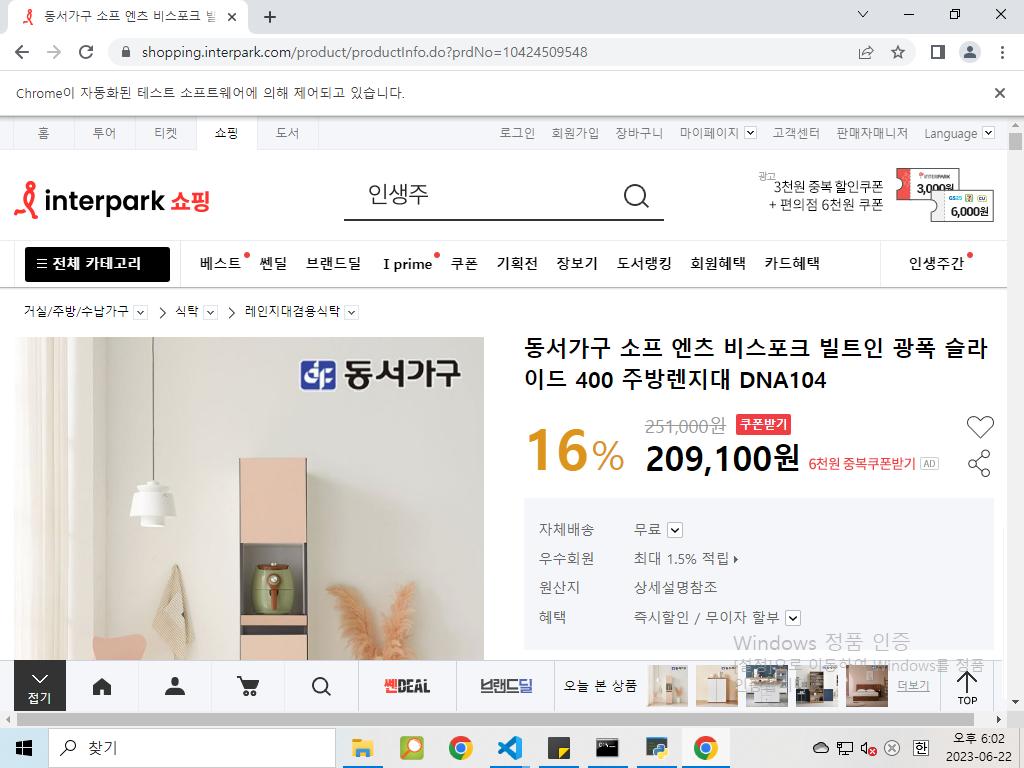 동서가구 소프 엔츠 비스포크 빌
shopping.interpark.com/product/productInfo.do?prdNo=10424509548
Chrome이 자동화된 테스트 소프트웨어에 의해 제어되고 있습니다.
홈 투어 티켓 쇼핑 도서 로그인 회원가입 장바구니 마이페이지 고객센터 판매자매니저 Language
interpark 쇼핑 인생주
광고
3천원 중복 할인쿠폰
+ 편의점 6천원 쿠폰
INTERPARK
3,000원
GS25 CU
6,000원
전체 카테고리 베스트 쎈딜 브랜드딜 I prime 쿠폰 기획전 장보기 도서랭킹 회원혜택 카드혜택 인생주간
거실/주방/수납가구 식탁 레인지대겸용식탁
동서가구
동서가구 소프 엔츠 비스포크 빌트인 광폭 슬라
이드 400 주방렌지대 DNA104
16% 251,000원 쿠폰받기
209,100원 6천원 중복쿠폰받기 AD
자체배송 무료
우수회원 최대 1.5% 적립
원산지 상세설명참조
혜택 즉시할인 / 무이자 할부
Windows 정품 인증
[설정]으로 이동하여 Windows를 정품
접기 쎈DEAL 브랜드딜 오늘 본 상품 더보기 TOP
찾기
한
오후 6:02
2023-06-22